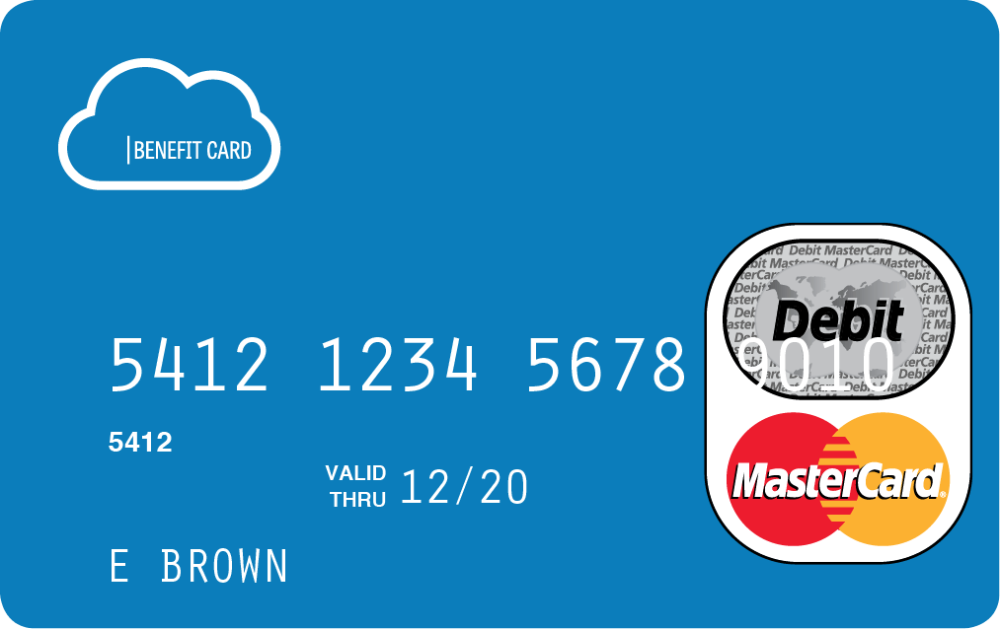 BENEFIT CARD
Debit
5412 1234 5678 9010
5412
VALID
THRU 12/20
MasterCard
E BROWN